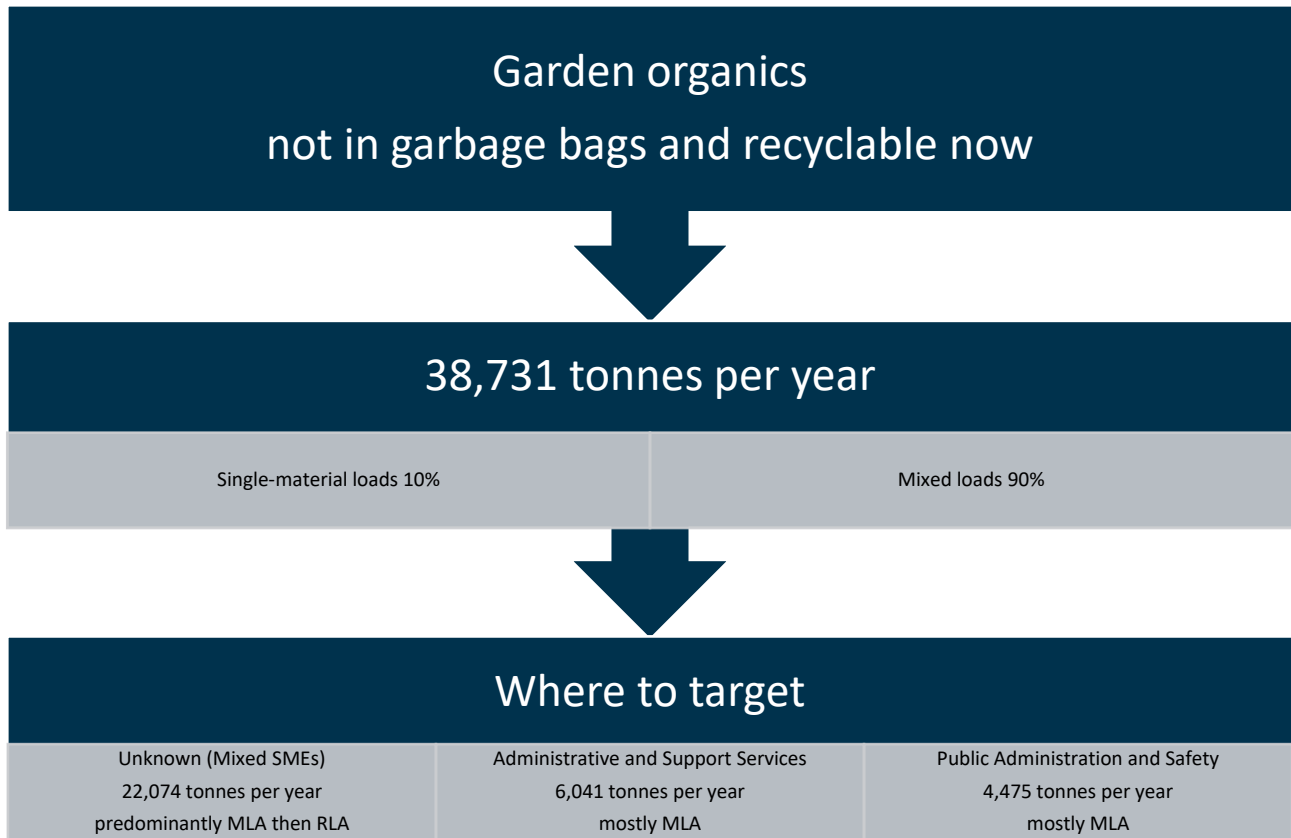 Garden organics
not in garbage bags and recyclable now
38,731 tonnes per year
Single-material loads 10%
Mixed loads 90%
Where to target
Unknown (Mixed SMEs)
22,074 tonnes per year
predominantly MLA then RLA
Administrative and Support Services
6,041 tonnes per year
mostly MLA
Public Administration and Safety
4,475 tonnes per year
mostly MLA